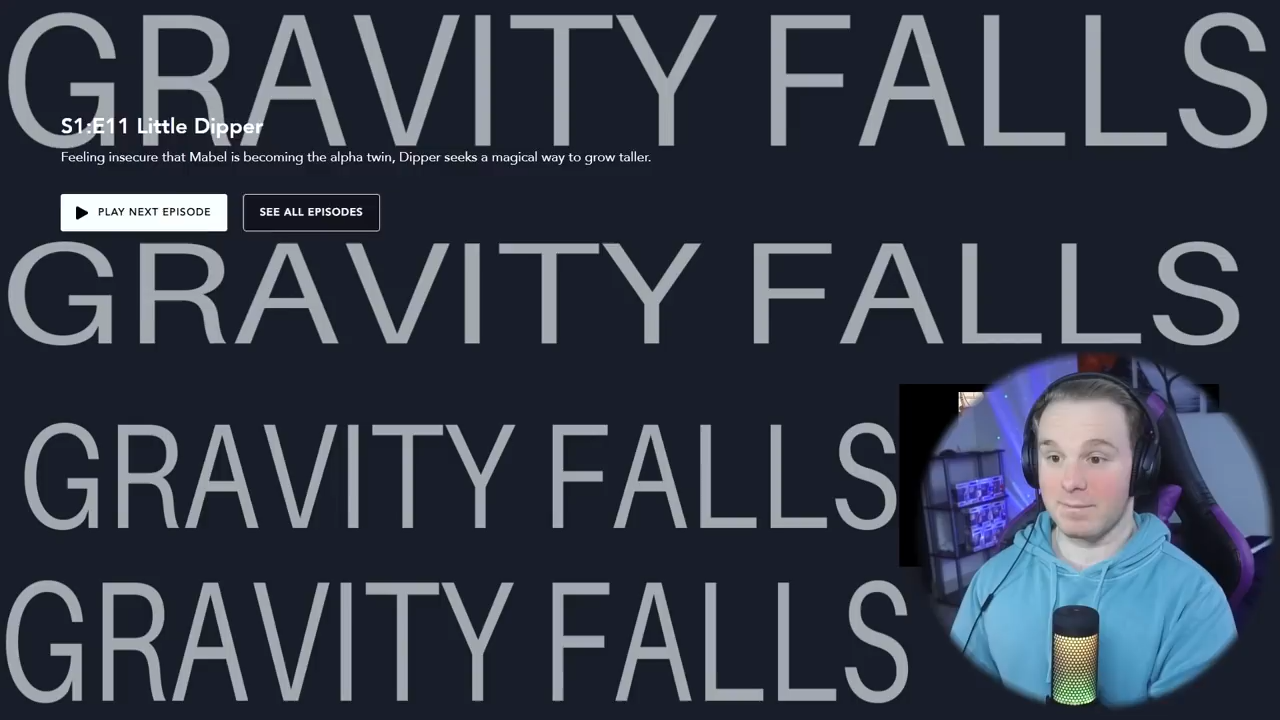 GRAVITY FALLS
S1:E11 Little Dipper
Feeling insecure that Mabel is becoming the alpha twin, Dipper seeks a magical way to grow taller.
PLAY NEXT EPISODE
SEE ALL EPISODES
GRAVITY FALLS
GRAVITY FALLS
GRAVITY FALLS